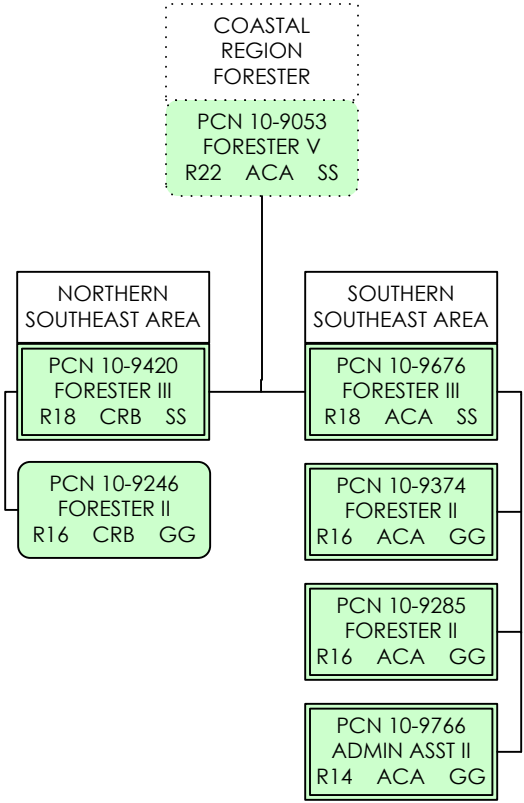 COASTAL
REGION
FORESTER
PCN 10-9053
FORESTER V
R22 ACA SS
NORTHERN
SOUTHEAST AREA
PCN 10-9420
FORESTER III
R18 CRB SS
PCN 10-9246
FORESTER II
R16 CRB GG
SOUTHERN
SOUTHEAST AREA
PCN 10-9676
FORESTER III
R18 ACA SS
PCN 10-9374
FORESTER II
R16 ACA GG
PCN 10-9285
FORESTER II
R16 ACA GG
PCN 10-9766
ADMIN ASST II
R14 ACA GG